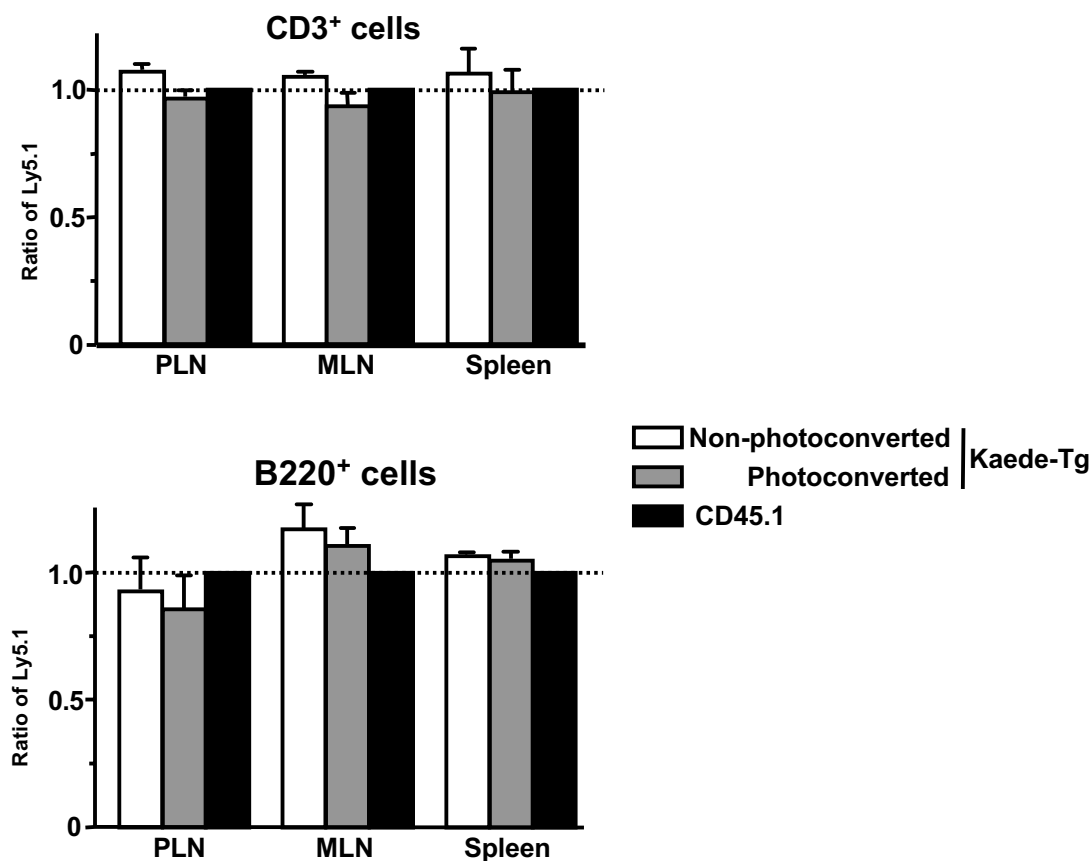 CD3⁺ cells
Ratio of Ly5.1
1.0
0.5
0
PLN MLN Spleen
Non-photoconverted
Photoconverted
Kaede-Tg
CD45.1
B220⁺ cells
Ratio of Ly5.1
1.0
0.5
0
PLN MLN Spleen